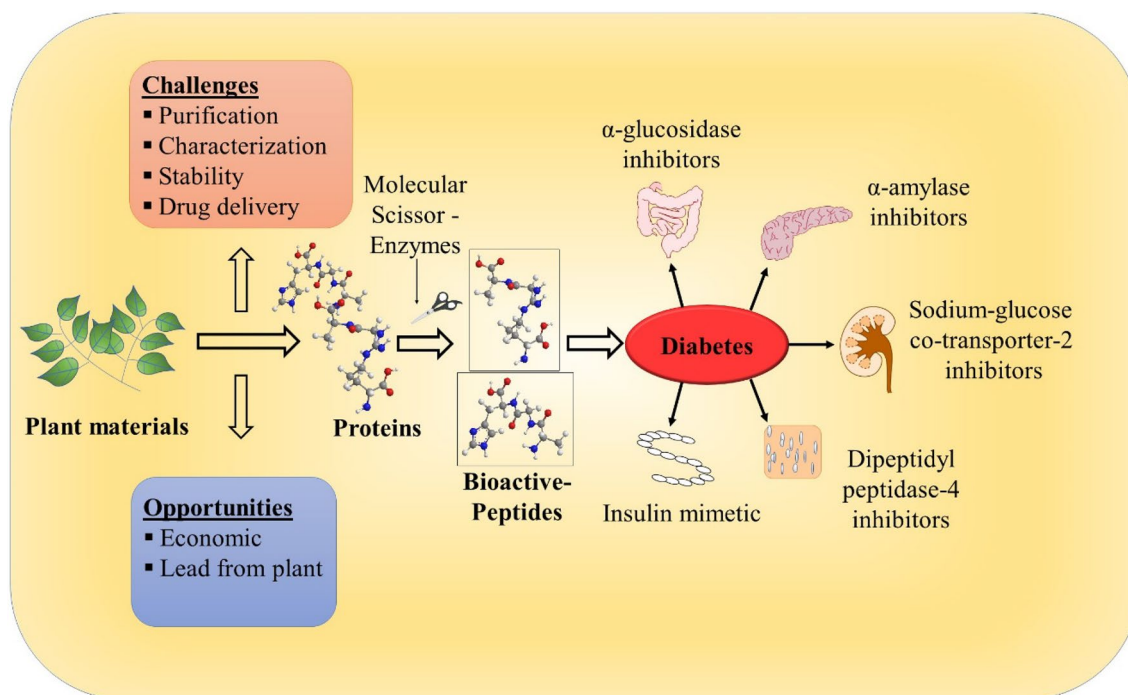 Challenges
▪ Purification
▪ Characterization
▪ Stability
▪ Drug delivery
Molecular
Scissor -
Enzymes
α-glucosidase
inhibitors
α-amylase
inhibitors
Plant materials
Proteins
Bioactive-
Peptides
Diabetes
Sodium-glucose
co-transporter-2
inhibitors
Insulin mimetic
Dipeptidyl
peptidase-4
inhibitors
Opportunities
▪ Economic
▪ Lead from plant